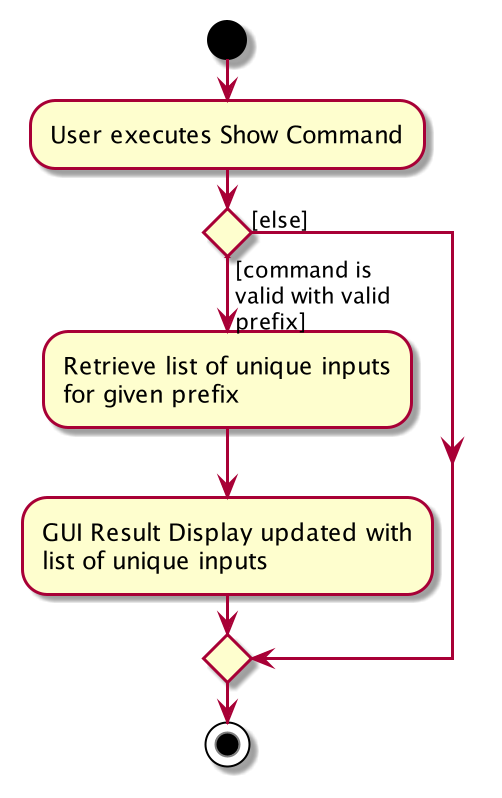 User executes Show Command
[else]
[command is
valid with valid
prefix]
Retrieve list of unique inputs
for given prefix
GUI Result Display updated with
list of unique inputs